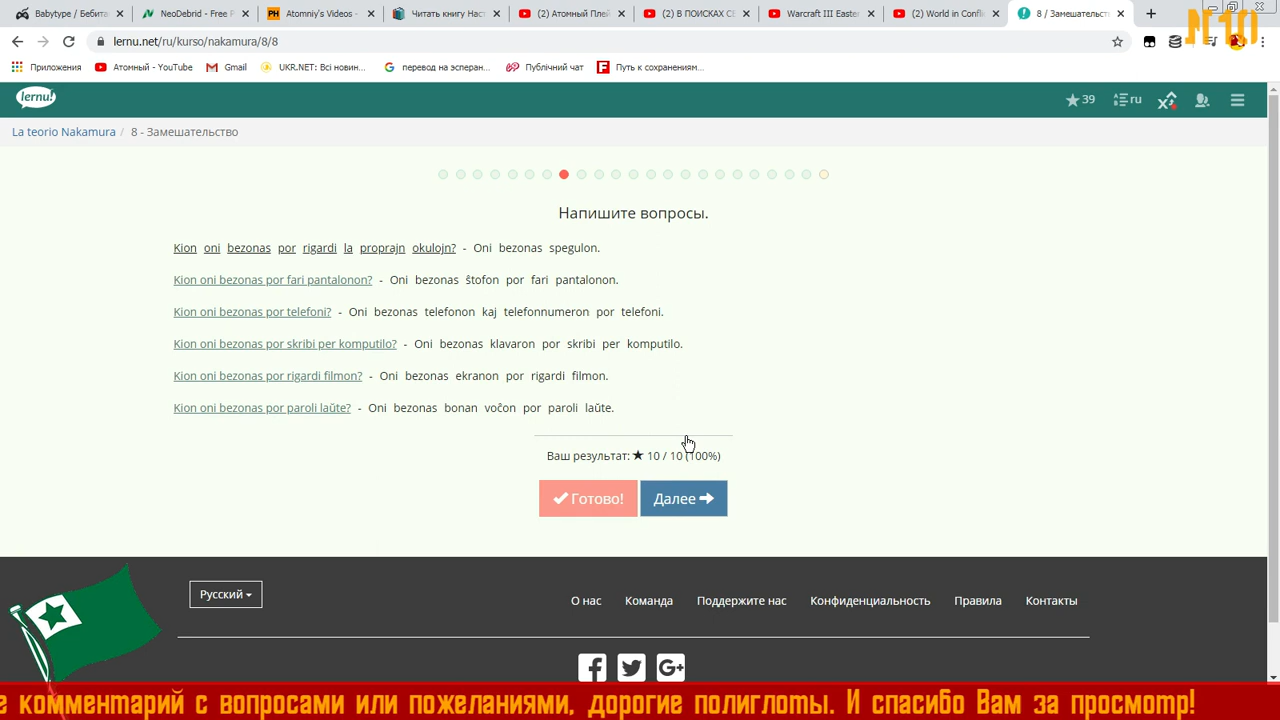 Babytype / Бебита
NeoDebrid - Free P
Atomniy's Videos -
Читать книгу Наст
(2) Атомный Плей
(2) В ПОИСКАХ СЕ
Warcraft III Easter
(2) World in Conflic
8 / Замешательст
lernu.net/ru/kurso/nakamura/8/8
№10
Приложения
Атомный - YouTube
Gmail
UKR.NET: Всі новин...
перевод на эсперан...
Публічний чат
Путь к сохранениям...
lernu!
39
ru
La teorio Nakamura / 8 - Замешательство
Напишите вопросы.
Kion oni bezonas por rigardi la proprajn okulojn? - Oni bezonas spegulon.
Kion oni bezonas por fari pantalonon? - Oni bezonas ŝtofon por fari pantalonon.
Kion oni bezonas por telefoni? - Oni bezonas telefonon kaj telefonnumeron por telefoni.
Kion oni bezonas por skribi per komputilo? - Oni bezonas klavaron por skribi per komputilo.
Kion oni bezonas por rigardi filmon? - Oni bezonas ekranon por rigardi filmon.
Kion oni bezonas por paroli laŭte? - Oni bezonas bonan voĉon por paroli laŭte.
Ваш результат: ★ 10 / 10 (100%)
Готово!
Далее
Русский
О нас
Команда
Поддержите нас
Конфиденциальность
Правила
Контакты
е комментарий с вопросами или пожеланиями, дорогие полиглоты. И спасибо Вам за просмотр!